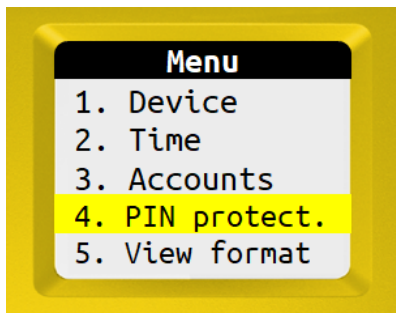 Menu
1. Device
2. Time
3. Accounts
4. PIN protect.
5. View format